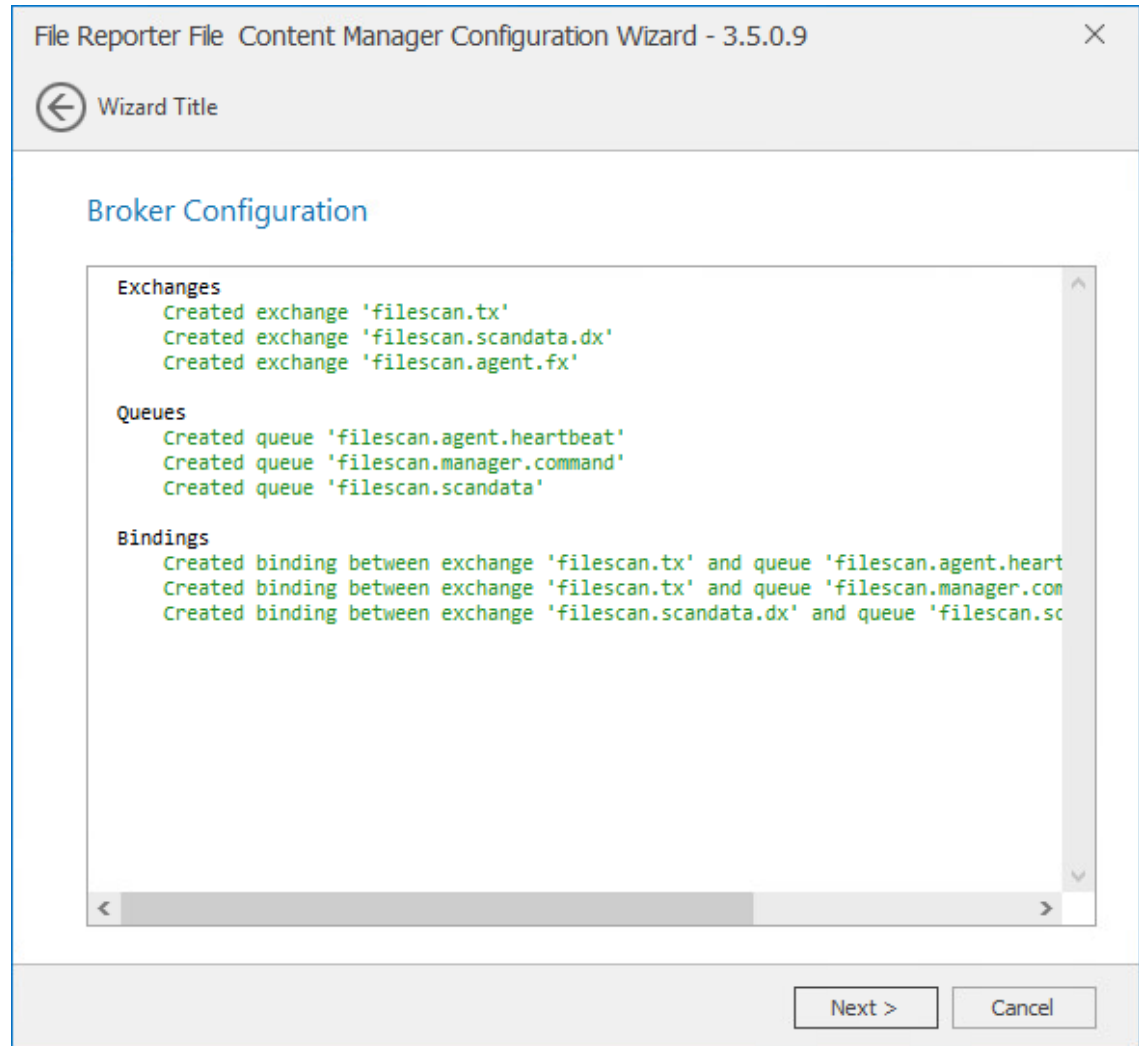 File Reporter File  Content Manager Configuration Wizard - 3.5.0.9
Wizard Title
Broker Configuration
Exchanges
Created exchange 'filescan.tx'
Created exchange 'filescan.scandata.dx'
Created exchange 'filescan.agent.fx'
Queues
Created queue 'filescan.agent.heartbeat'
Created queue 'filescan.manager.command'
Created queue 'filescan.scandata'
Bindings
Created binding between exchange 'filescan.tx' and queue 'filescan.agent.heart
Created binding between exchange 'filescan.tx' and queue 'filescan.manager.com
Created binding between exchange 'filescan.scandata.dx' and queue 'filescan.sc
Next > Cancel